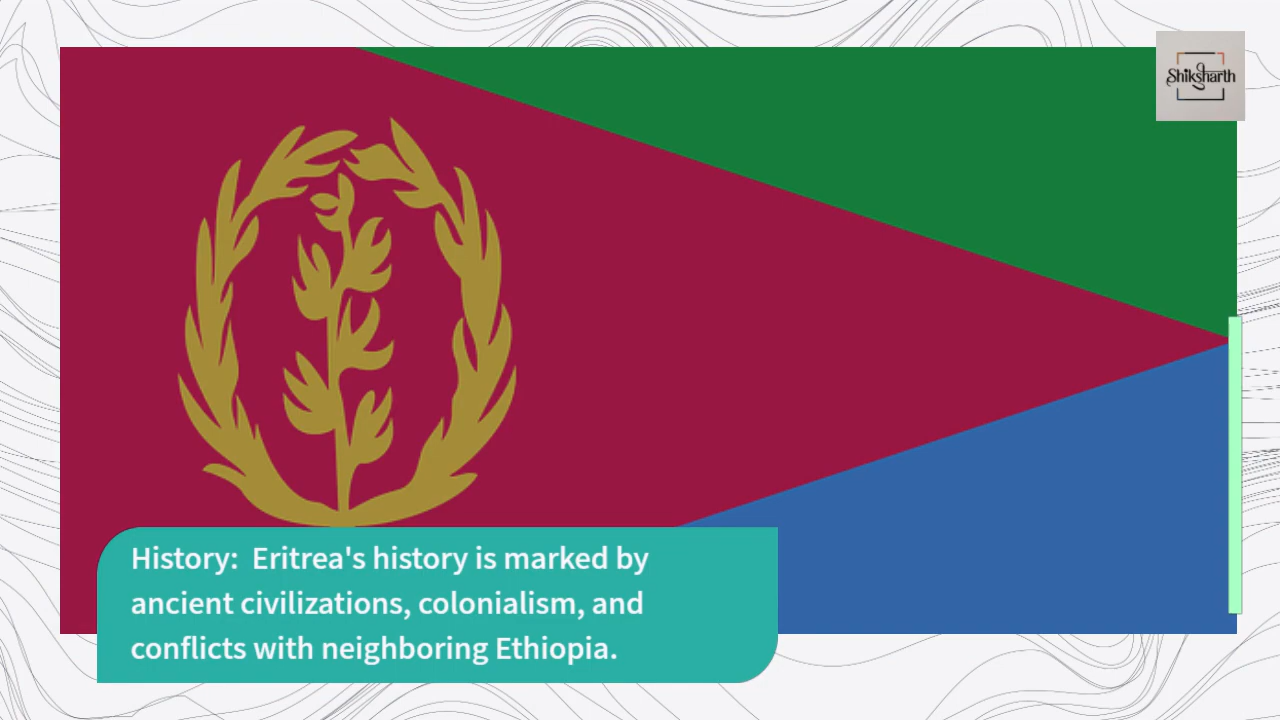 Shiksharth
History: Eritrea's history is marked by
ancient civilizations, colonialism, and
conflicts with neighboring Ethiopia.